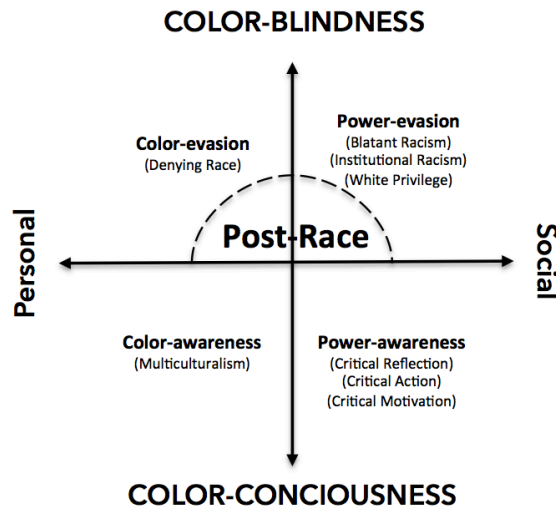 COLOR-BLINDNESS
Power-evasion
(Blatant Racism)
(Institutional Racism)
(White Privilege)
Color-evasion
(Denying Race)
Post-Race
Personal
Social
Color-awareness
(Multiculturalism)
Power-awareness
(Critical Reflection)
(Critical Action)
(Critical Motivation)
COLOR-CONCIOUSNESS